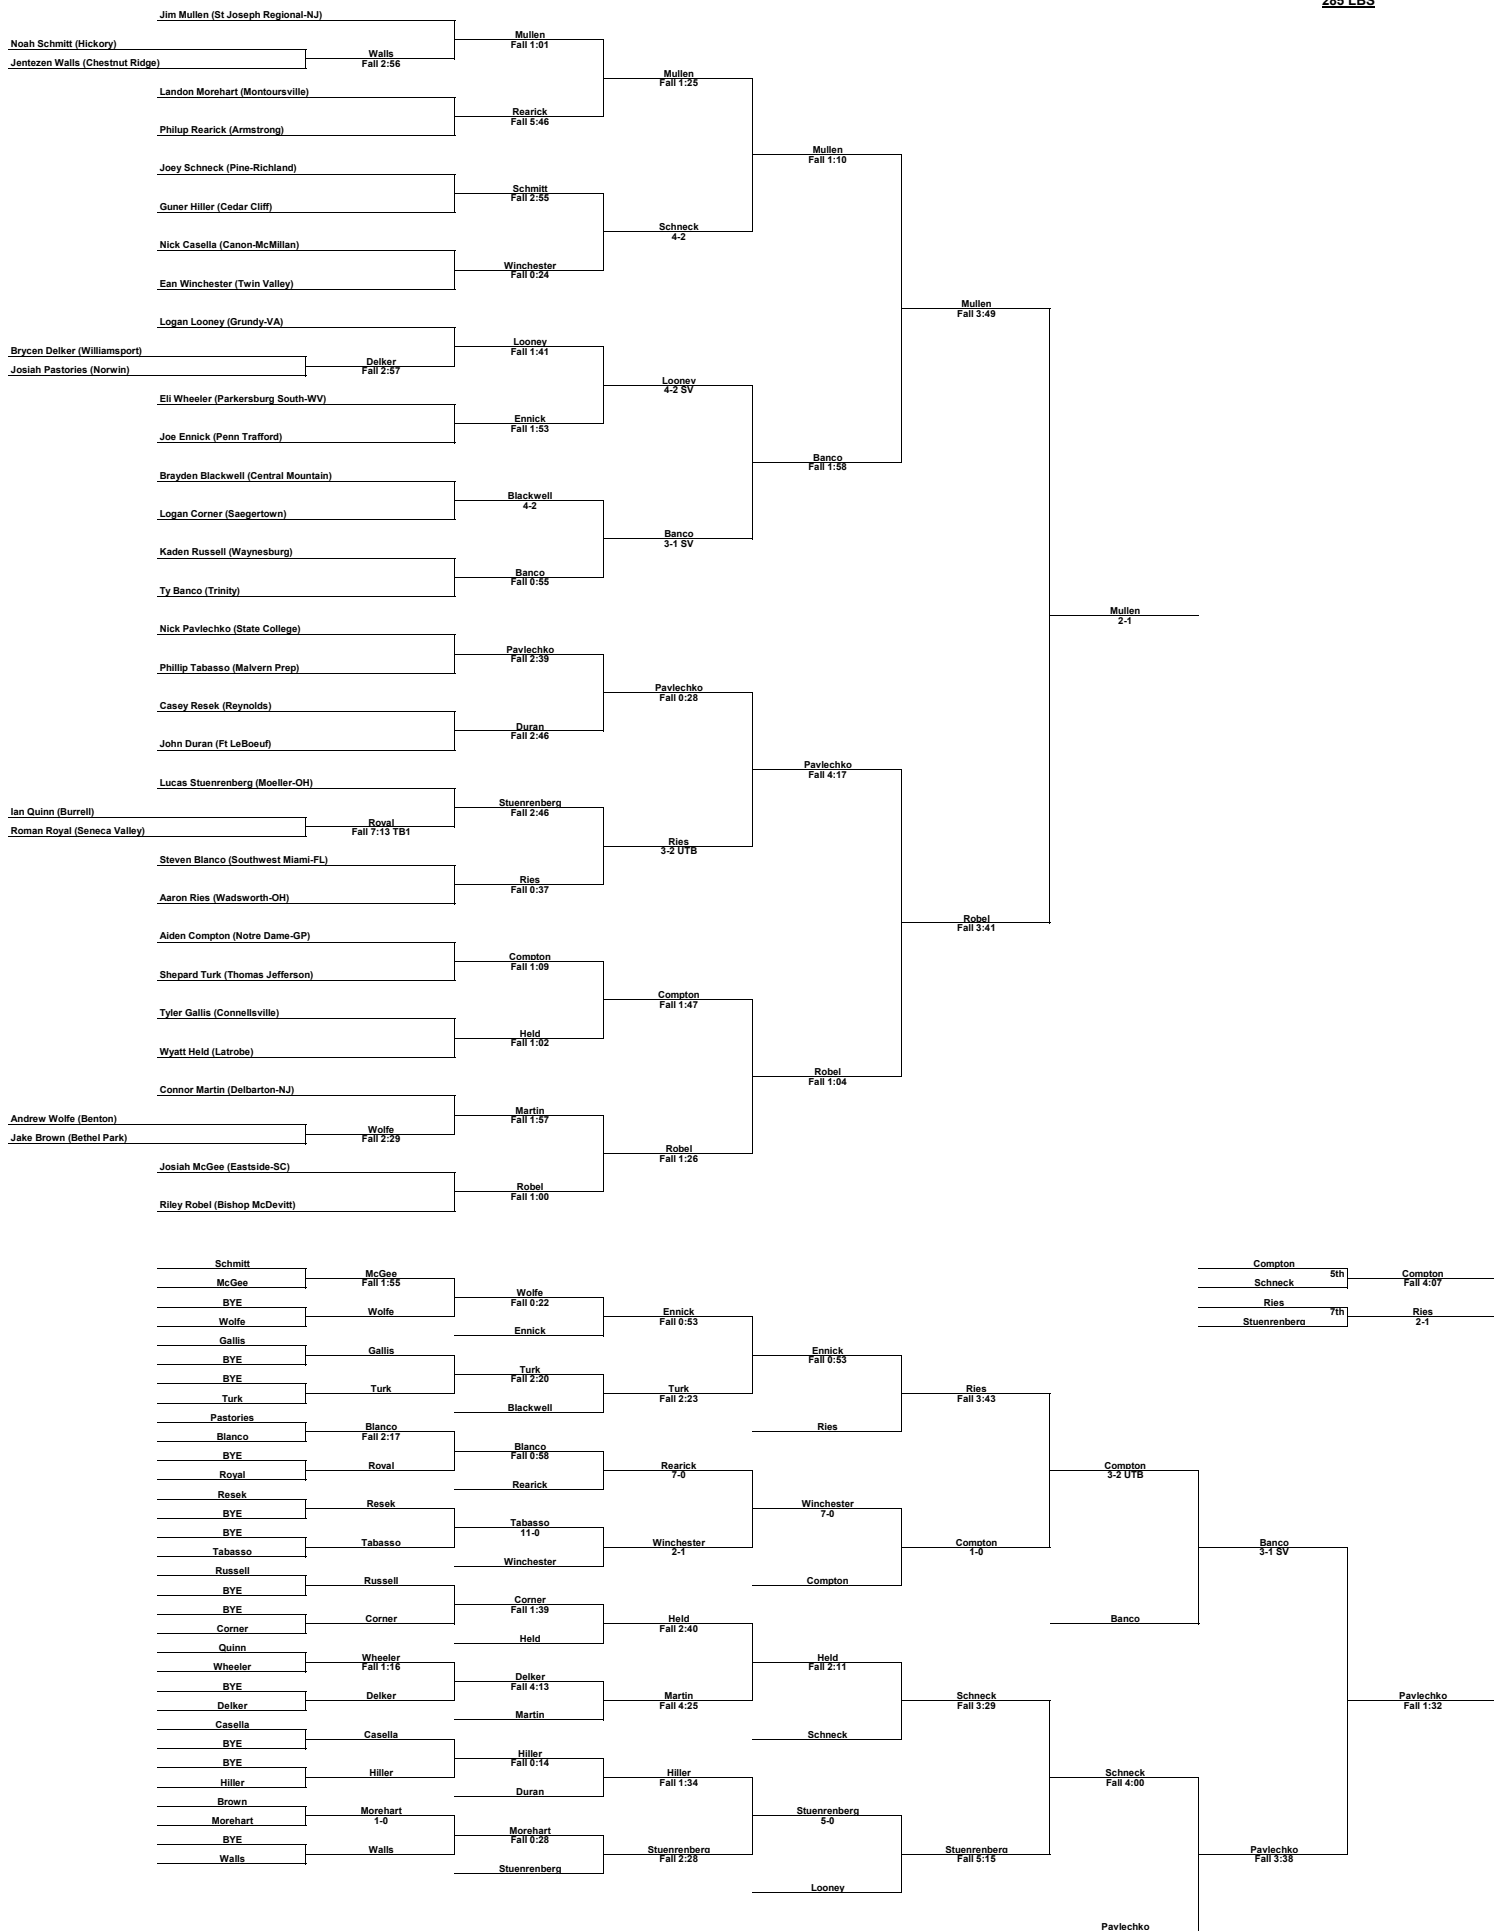 285 LBS
Jim Mullen (St Joseph Regional-NJ)
Mullen
Fall 1:01
Noah Schmitt (Hickory)
Walls
Fall 2:56
Jentezen Walls (Chestnut Ridge)
Mullen
Fall 1:25
Landon Morehart (Montoursville)
Rearick
Fall 5:46
Philup Rearick (Armstrong)
Mullen
Fall 1:10
Joey Schneck (Pine-Richland)
Schmitt
Fall 2:55
Guner Hiller (Cedar Cliff)
Schneck
4-2
Nick Casella (Canon-McMillan)
Winchester
Fall 0:24
Ean Winchester (Twin Valley)
Mullen
Fall 3:49
Logan Looney (Grundy-VA)
Looney
Fall 1:41
Brycen Delker (Williamsport)
Delker
Fall 2:57
Josiah Pastories (Norwin)
Looney
4-2 SV
Eli Wheeler (Parkersburg South-WV)
Ennick
Fall 1:53
Joe Ennick (Penn Trafford)
Banco
Fall 1:58
Brayden Blackwell (Central Mountain)
Blackwell
4-2
Logan Corner (Saegertown)
Banco
3-1 SV
Kaden Russell (Waynesburg)
Banco
Fall 0:55
Ty Banco (Trinity)
Mullen
2-1
Nick Pavlechko (State College)
Pavlechko
Fall 2:39
Phillip Tabasso (Malvern Prep)
Pavlechko
Fall 0:28
Casey Resek (Reynolds)
Duran
Fall 2:46
John Duran (Ft LeBoeuf)
Pavlechko
Fall 4:17
Lucas Stuenrenberg (Moeller-OH)
Stuenrenberg
Fall 2:46
Ian Quinn (Burrell)
Royal
Fall 7:13 TB1
Roman Royal (Seneca Valley)
Ries
3-2 UTB
Steven Blanco (Southwest Miami-FL)
Ries
Fall 0:37
Aaron Ries (Wadsworth-OH)
Robel
Fall 3:41
Aiden Compton (Notre Dame-GP)
Compton
Fall 1:09
Shepard Turk (Thomas Jefferson)
Compton
Fall 1:47
Tyler Gallis (Connellsville)
Held
Fall 1:02
Wyatt Held (Latrobe)
Robel
Fall 1:04
Connor Martin (Delbarton-NJ)
Martin
Fall 1:57
Andrew Wolfe (Benton)
Wolfe
Fall 2:29
Jake Brown (Bethel Park)
Robel
Fall 1:26
Josiah McGee (Eastside-SC)
Robel
Fall 1:00
Riley Robel (Bishop McDevitt)
Schmitt
McGee
Fall 1:55
McGee
Wolfe
Fall 0:22
BYE
Wolfe
Wolfe
Ennick
Ennick
Fall 0:53
Gallis
Gallis
BYE
Ennick
Fall 0:53
BYE
Turk
Fall 2:20
Turk
Turk
Blackwell
Turk
Fall 2:23
Ries
Fall 3:43
Pastories
Blanco
Fall 2:17
Blanco
Ries
BYE
Blanco
Fall 0:58
Royal
Royal
Rearick
Rearick
7-0
Compton
3-2 UTB
Resek
Resek
BYE
Winchester
7-0
BYE
Tabasso
11-0
Tabasso
Tabasso
Winchester
Winchester
2-1
Compton
1-0
Banco
3-1 SV
Russell
Russell
BYE
Compton
BYE
Corner
Fall 1:39
Corner
Corner
Held
Held
Fall 2:40
Banco
Quinn
Wheeler
Fall 1:16
Wheeler
Held
Fall 2:11
BYE
Delker
Fall 4:13
Delker
Delker
Martin
Martin
Fall 4:25
Schneck
Fall 3:29
Pavlechko
Fall 1:32
Casella
Casella
BYE
Schneck
BYE
Hiller
Fall 0:14
Hiller
Hiller
Duran
Hiller
Fall 1:34
Schneck
Fall 4:00
Brown
Morehart
1-0
Morehart
Stuenrenberg
5-0
BYE
Morehart
Fall 0:28
Walls
Walls
Stuenrenberg
Stuenrenberg
Fall 2:28
Stuenrenberg
Fall 5:15
Pavlechko
Fall 3:38
Looney
Pavlechko
Compton
5th
Schneck
Compton
Fall 4:07
Ries
7th
Stuenrenberg
Ries
2-1